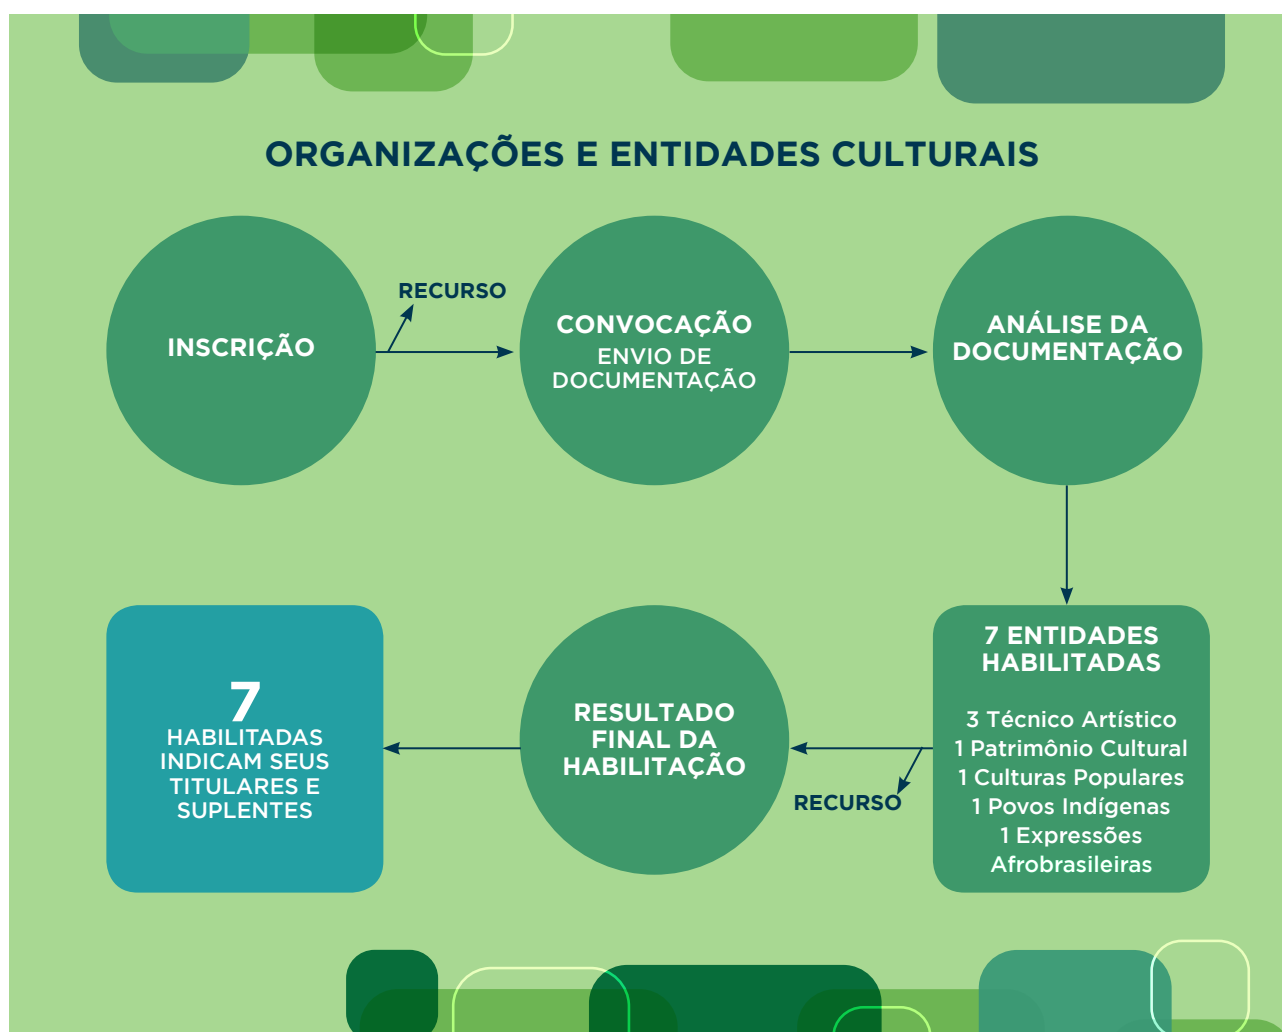 ORGANIZAÇÕES E ENTIDADES CULTURAIS
INSCRIÇÃO
RECURSO
CONVOCAÇÃO
ENVIO DE
DOCUMENTAÇÃO
ANÁLISE DA
DOCUMENTAÇÃO
7 ENTIDADES
HABILITADAS
3 Técnico Artístico
1 Patrimônio Cultural
1 Culturas Populares
1 Povos Indígenas
1 Expressões
Afrobrasileiras
RECURSO
RESULTADO
FINAL DA
HABILITAÇÃO
7
HABILITADAS
INDICAM SEUS
TITULARES E
SUPLENTES